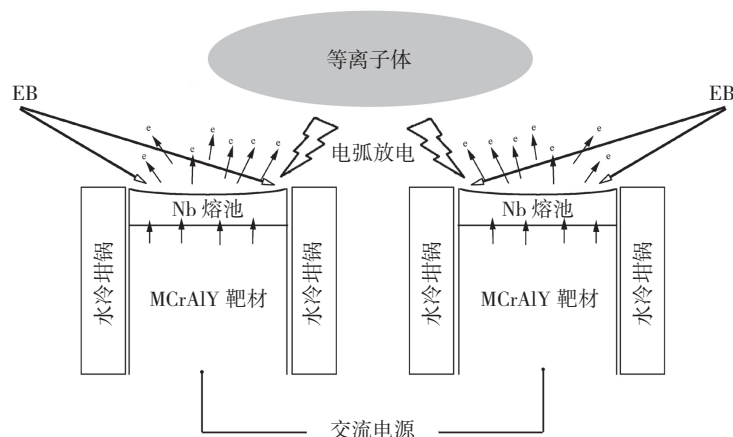 等离子体
EB
EB
e e e e e e e
电弧放电
e e e e e e e
Nb 熔池
Nb 熔池
水冷坩锅
MCrAlY 靶材
水冷坩锅
水冷坩锅
MCrAlY 靶材
水冷坩锅
交流电源